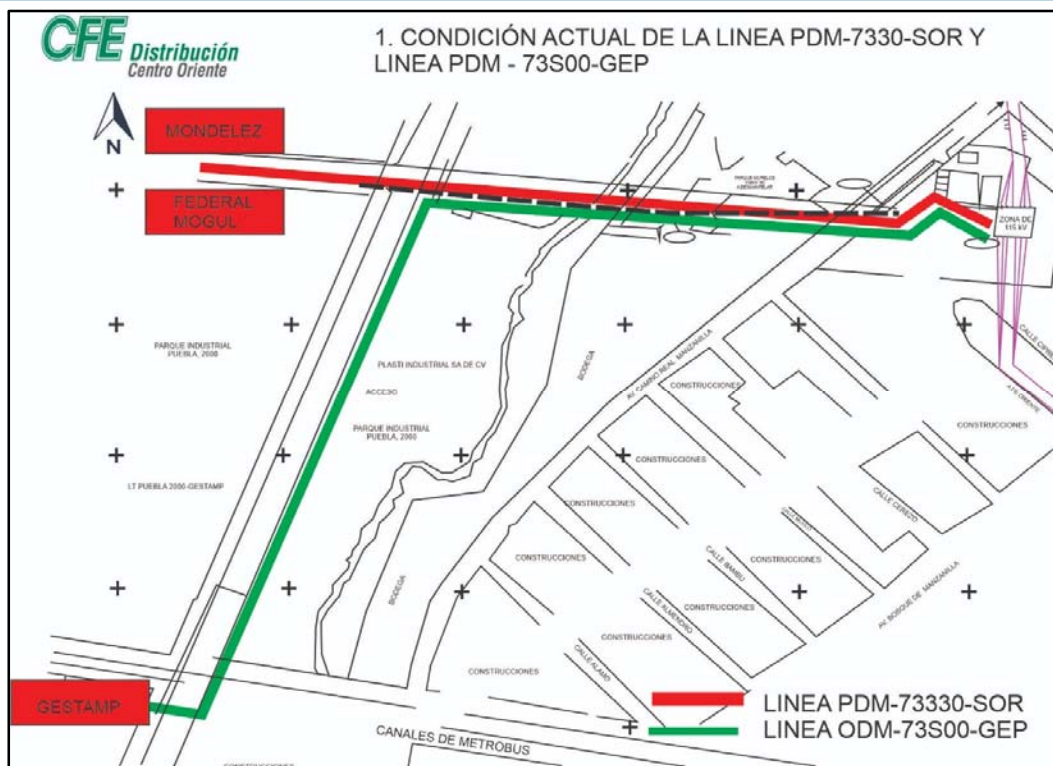 CFE Distribución
Centro Oriente
1. CONDICIÓN ACTUAL DE LA LINEA PDM-7330-SOR Y
LINEA PDM - 73S00-GEP
N
MONDELEZ
FEDERAL
MOGUL
ZONA DE
115 kV
PARQUE INDUSTRIAL
PUEBLA, 2000
PLASTI INDUSTRIAL SA DE CV
ACCESO
PARQUE INDUSTRIAL
PUEBLA, 2000
LT PUEBLA 2000-GESTAMP
BODEGA
BODEGA
AV. CAMINO REAL MANZANILLA
CONSTRUCCIONES
CONSTRUCCIONES
CONSTRUCCIONES
CONSTRUCCIONES
CONSTRUCCIONES
CONSTRUCCIONES
CONSTRUCCIONES
CONSTRUCCIONES
CONSTRUCCIONES
CALLE CEREZO
CALLE BAMBU
CALLE ALMENDRO
CALLE ALAMO
AV. BOSQUE DE MANZANILLA
GESTAMP
CANALES DE METROBUS
CONSTRUCCIONES
LINEA PDM-73330-SOR
LINEA ODM-73S00-GEP